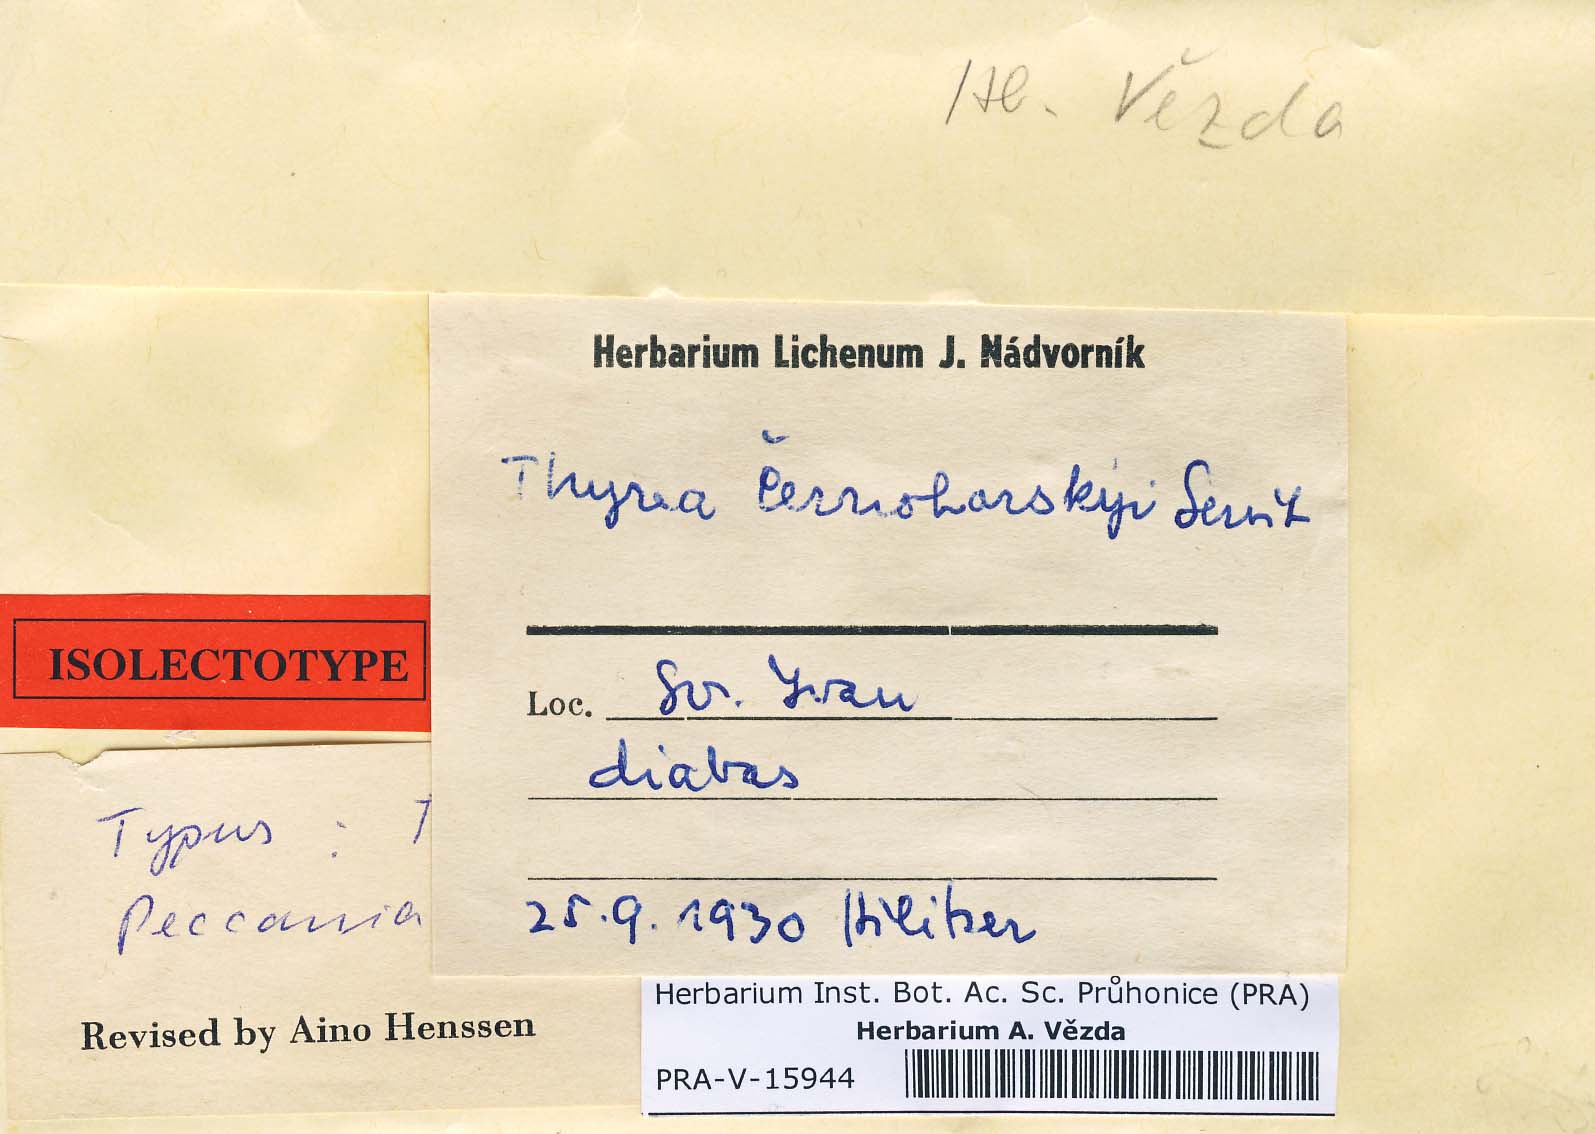 Hb. Vězda
Herbarium Lichenum J. Nádvorník
Thyrea Černohorskýi Servít
ISOLECTOTYPE
Loc. Sv. Ivan
diabas
25.9.1930 Hilitzer
Typus : T
Peccania
Revised by Aino Henssen
Herbarium Inst. Bot. Ac. Sc. Průhonice (PRA)
Herbarium A. Vězda
PRA-V-15944